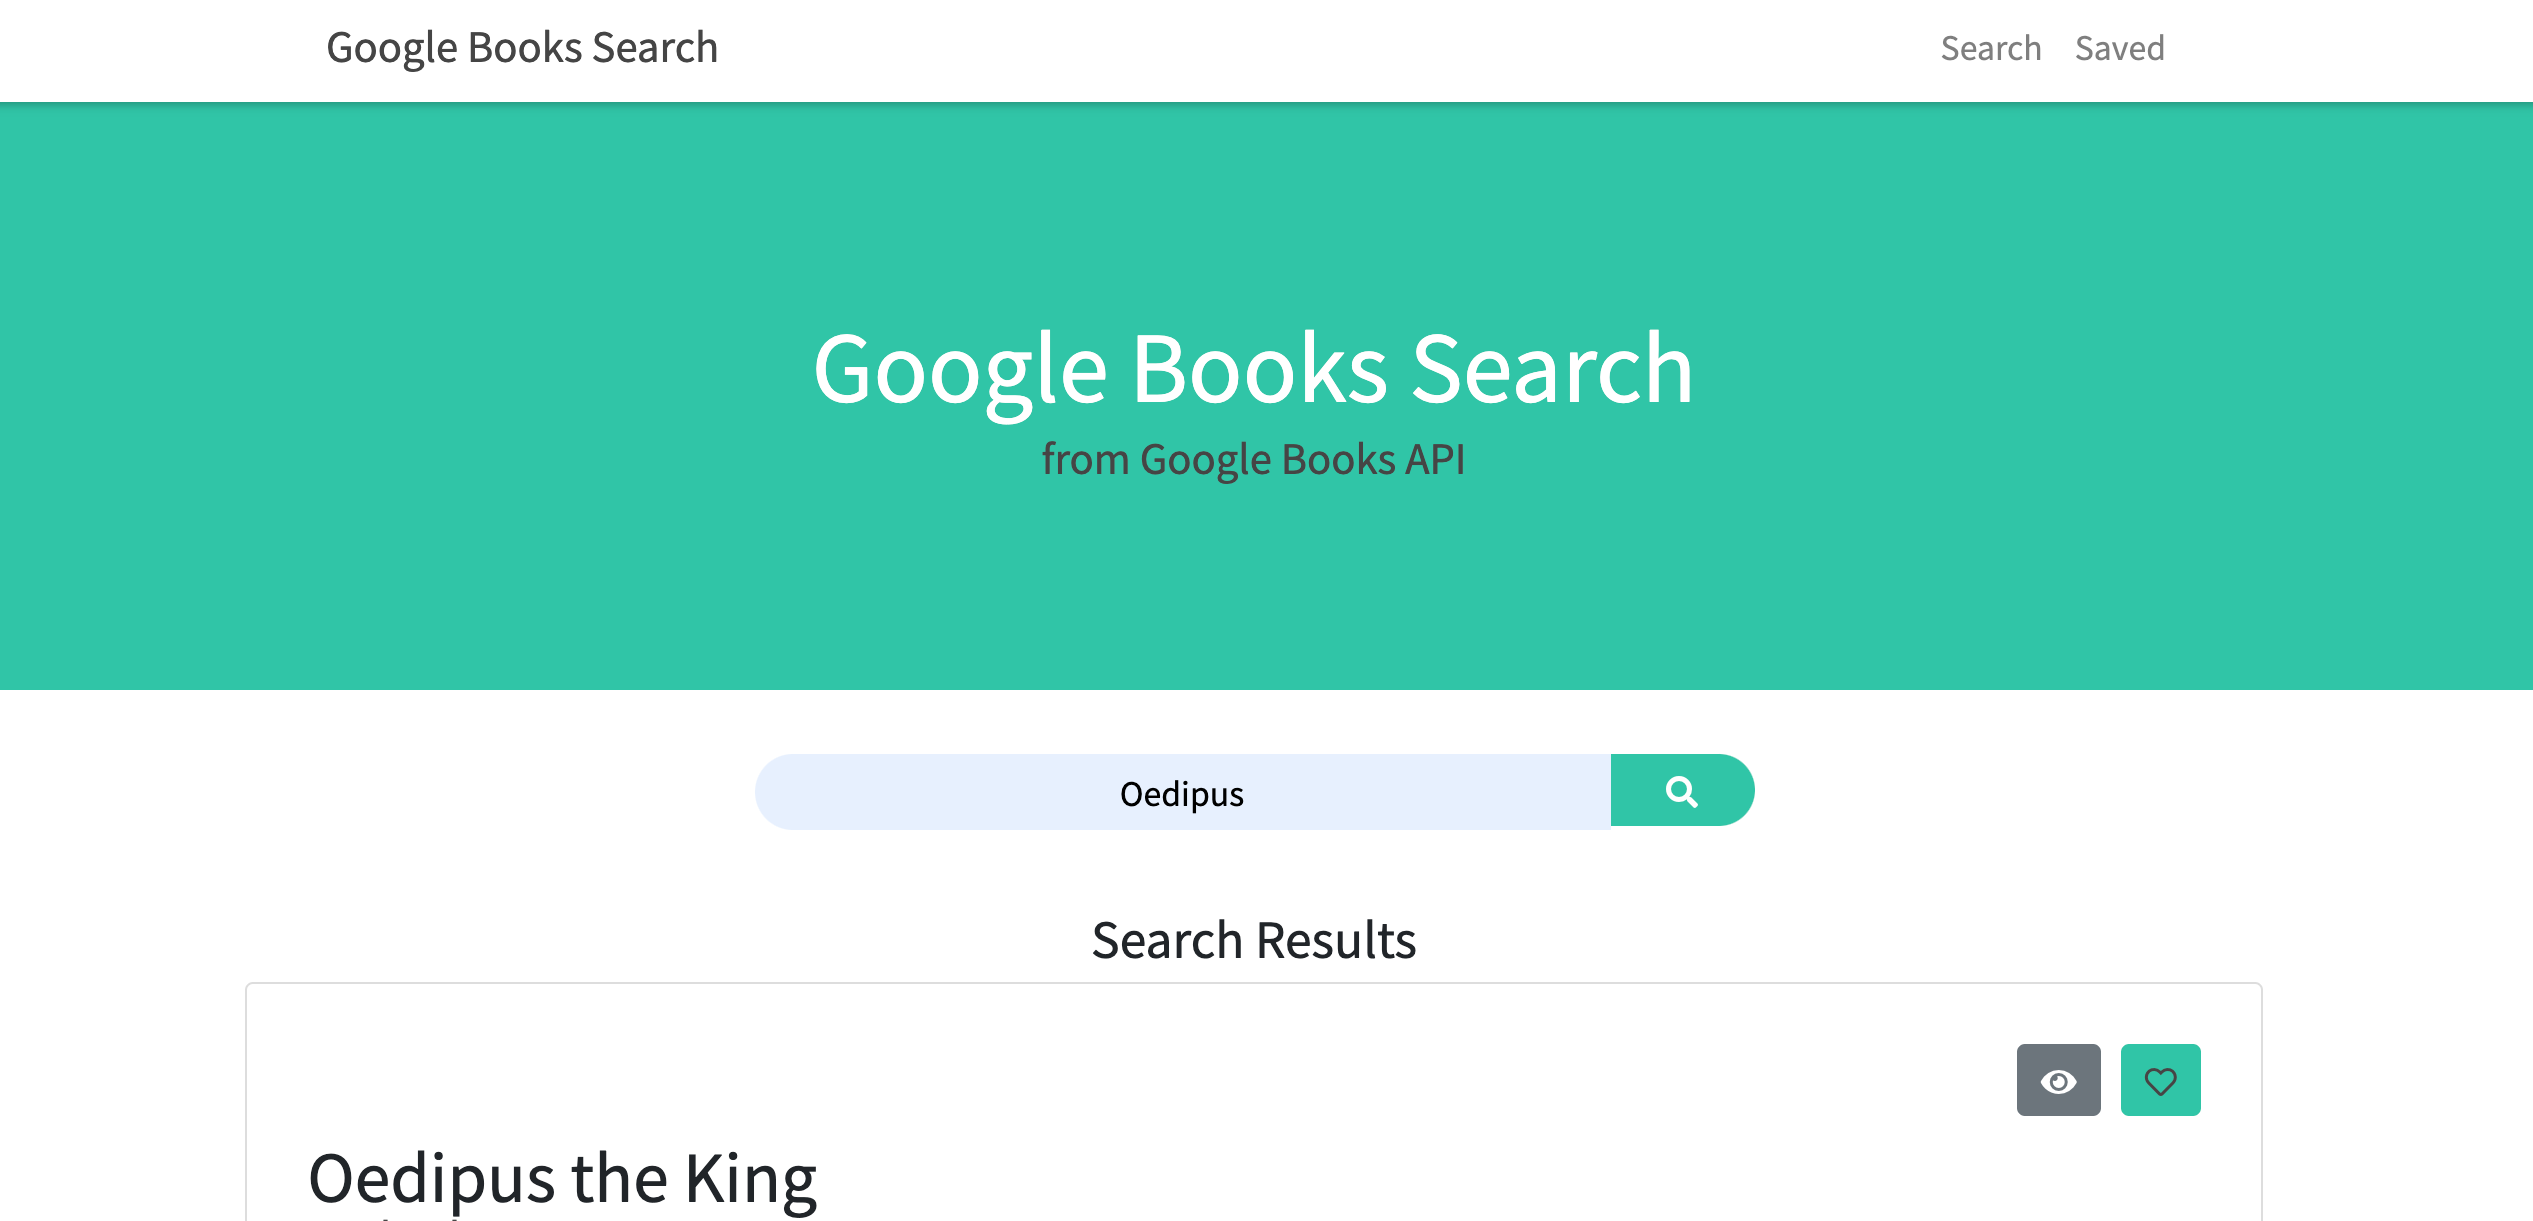 Google Books Search
Search Saved
Google Books Search
from Google Books API
Oedipus
Search Results
Oedipus the King